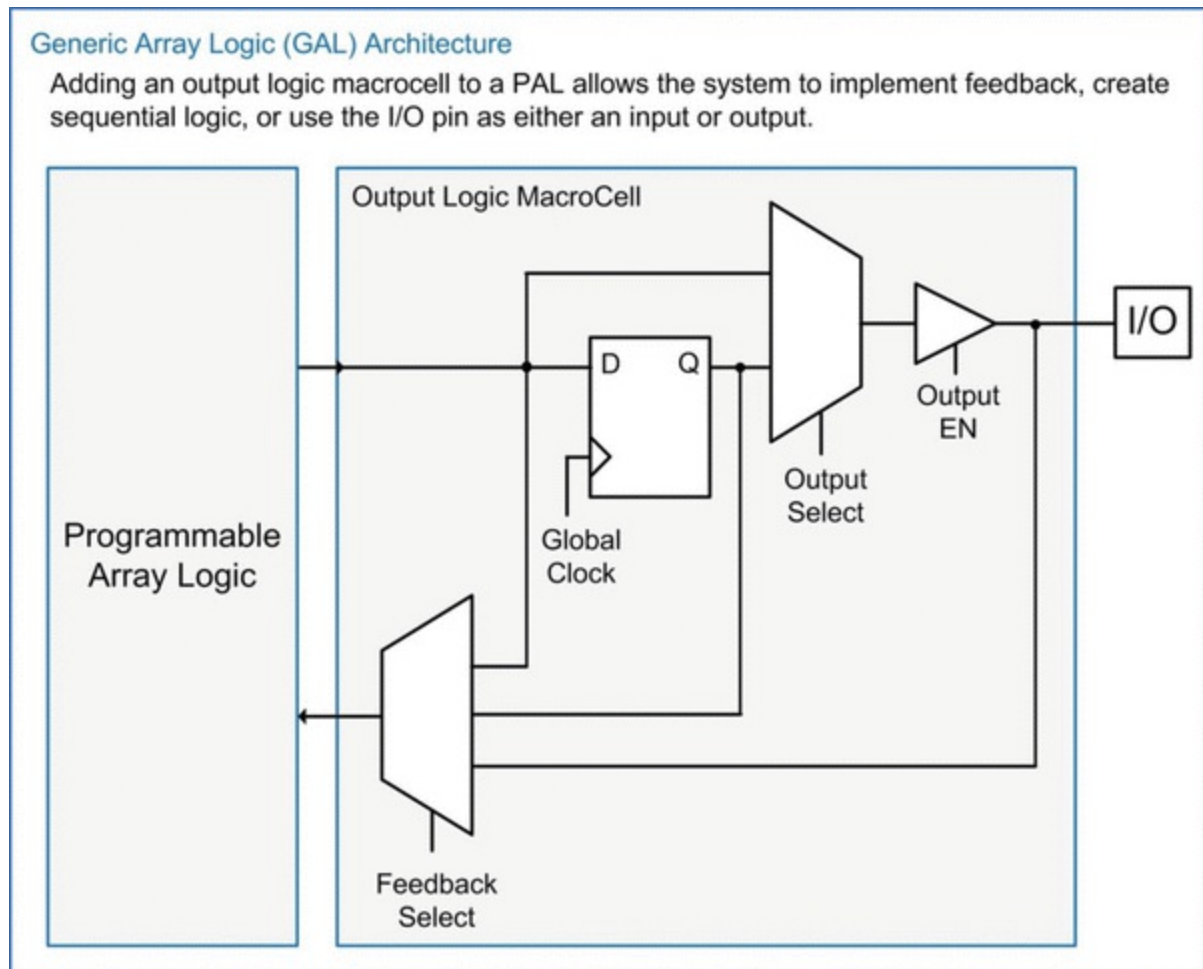 Generic Array Logic (GAL) Architecture
Adding an output logic macrocell to a PAL allows the system to implement feedback, create
sequential logic, or use the I/O pin as either an input or output.
Output Logic MacroCell
I/O
D
Q
Output
EN
Output
Select
Global
Clock
Programmable
Array Logic
Feedback
Select